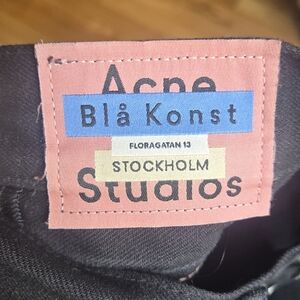 Acne
Blå Konst
FLORAGATAN 13
STOCKHOLM
Studios